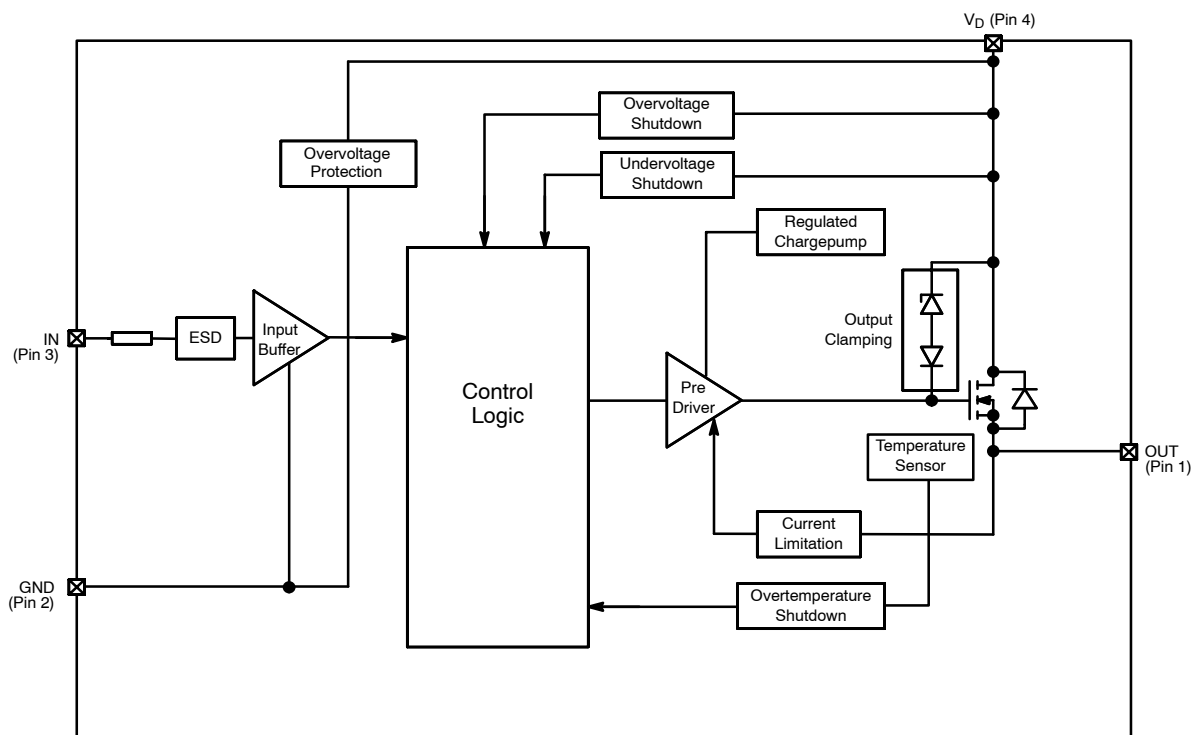 VD (Pin 4)
Overvoltage
Shutdown
Overvoltage
Protection
Undervoltage
Shutdown
Regulated
Chargepump
IN
(Pin 3)
ESD
Input
Buffer
Output
Clamping
Control
Logic
Pre
Driver
Temperature
Sensor
OUT
(Pin 1)
Current
Limitation
GND
(Pin 2)
Overtemperature
Shutdown